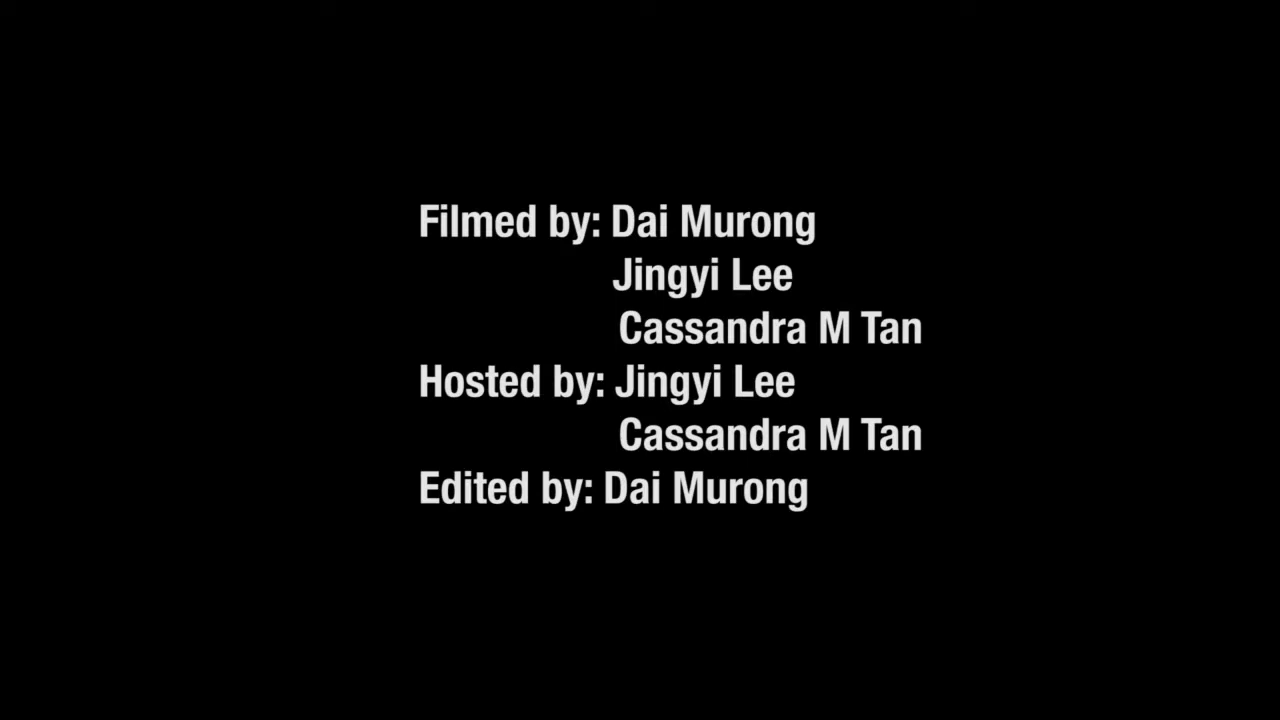 Filmed by: Dai Murong
Jingyi Lee
Cassandra M Tan
Hosted by: Jingyi Lee
Cassandra M Tan
Edited by: Dai Murong